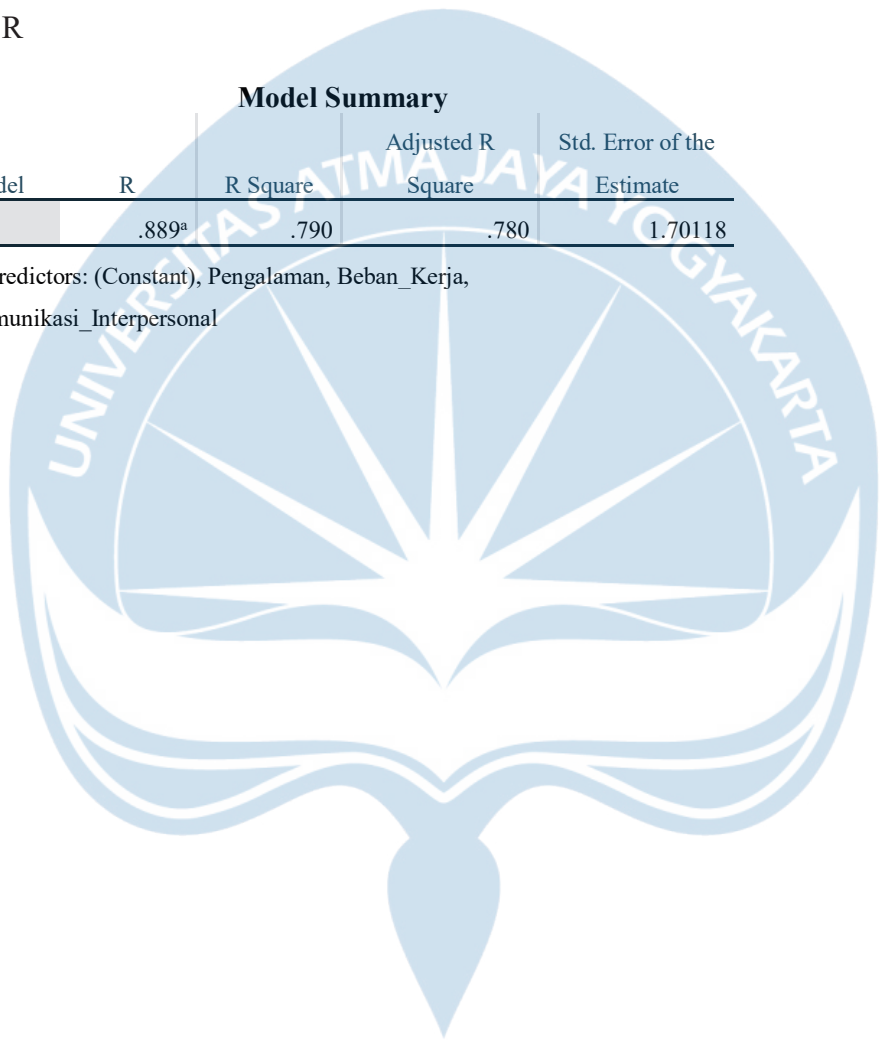 R
Model Summary
del R R Square Adjusted R Square Std. Error of the Estimate
.889ᵃ .790 .780 1.70118
redictors: (Constant), Pengalaman, Beban_Kerja,
munikasi_Interpersonal
UNIVERSITAS ATMA JAYA YOGYAKARTA